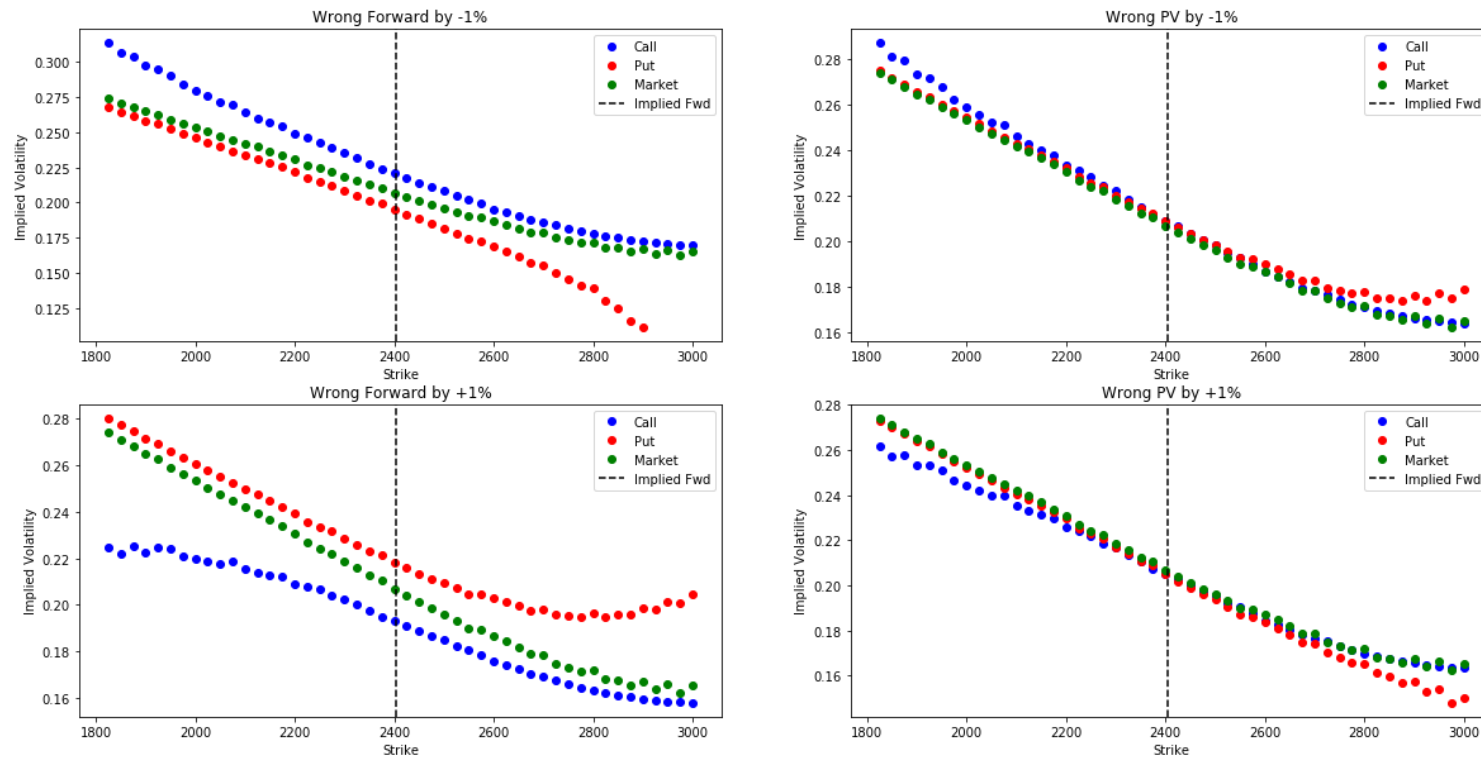 Wrong Forward by -1%
Call
Put
Market
Implied Fwd
Implied Volatility
0.300
0.275
0.250
0.225
0.200
0.175
0.150
0.125
1800 2000 2200 2400 2600 2800 3000
Strike
Wrong PV by -1%
Call
Put
Market
Implied Fwd
Implied Volatility
0.28
0.26
0.24
0.22
0.20
0.18
0.16
1800 2000 2200 2400 2600 2800 3000
Strike
Wrong Forward by +1%
Call
Put
Market
Implied Fwd
Implied Volatility
0.28
0.26
0.24
0.22
0.20
0.18
0.16
1800 2000 2200 2400 2600 2800 3000
Strike
Wrong PV by +1%
Call
Put
Market
Implied Fwd
Implied Volatility
0.28
0.26
0.24
0.22
0.20
0.18
0.16
1800 2000 2200 2400 2600 2800 3000
Strike